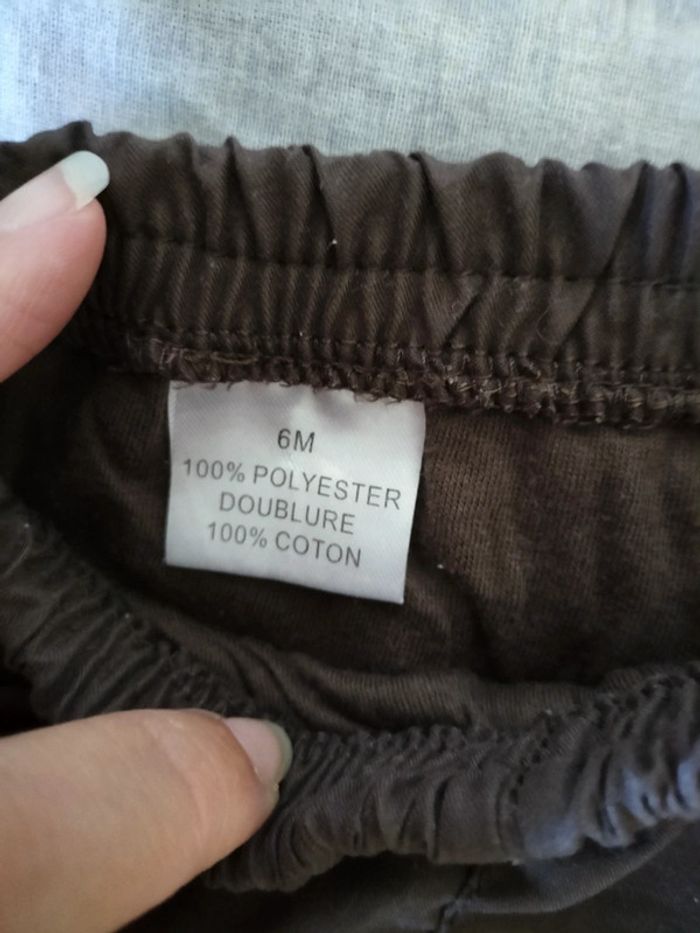 6M
100% POLYESTER
DOUBLURE
100% COTON